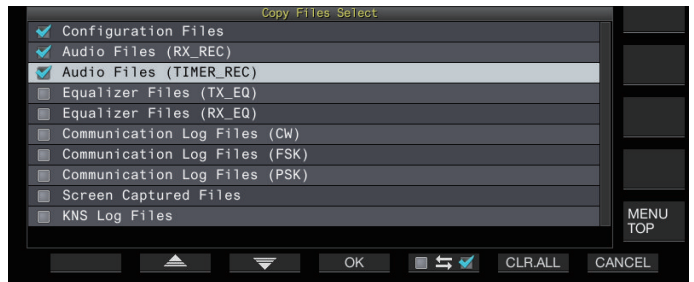 Copy Files Select
Configuration Files
Audio Files (RX_REC)
Audio Files (TIMER_REC)
Equalizer Files (TX_EQ)
Equalizer Files (RX_EQ)
Communication Log Files (CW)
Communication Log Files (FSK)
Communication Log Files (PSK)
Screen Captured Files
KNS Log Files
MENU
TOP
OK
CLR.ALL
CANCEL